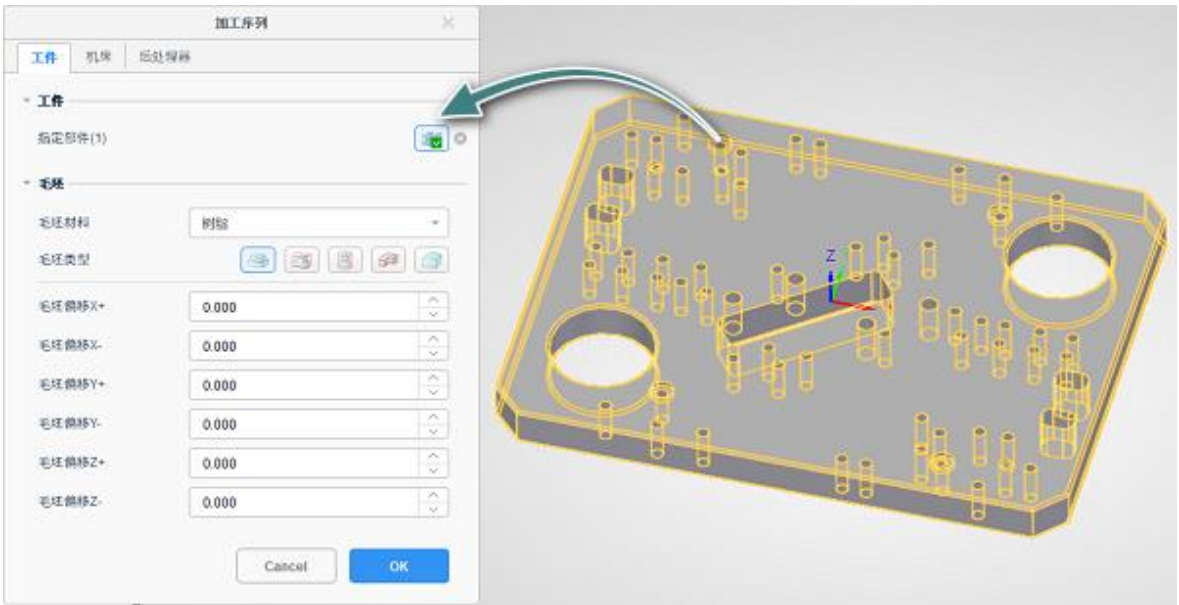 加工序列
工件 机床 后处理器
工件
指定部件(1)
毛坯
毛坯材料 树脂
毛坯类型
毛坯偏移X+ 0.000
毛坯偏移X- 0.000
毛坯偏移Y+ 0.000
毛坯偏移Y- 0.000
毛坯偏移Z+ 0.000
毛坯偏移Z- 0.000
Cancel OK
Z